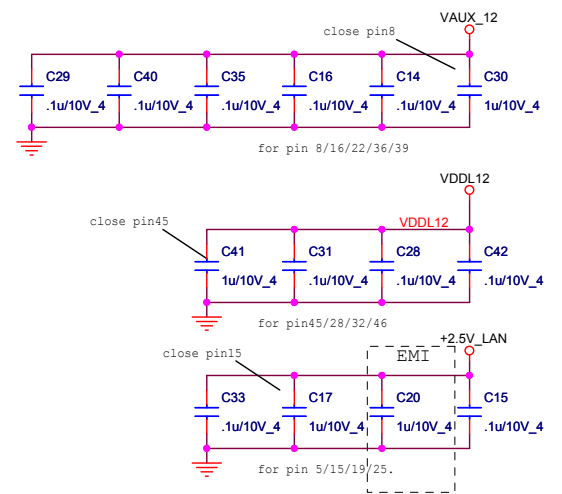 VAUX_12
close pin8
C29 C40 C35 C16 C14 C30
.1u/10V_4 .1u/10V_4 .1u/10V_4 .1u/10V_4 .1u/10V_4 1u/10V_4
for pin 8/16/22/36/39
VDDL12
close pin45
VDDL12
C41 C31 C28 C42
1u/10V_4 .1u/10V_4 .1u/10V_4 .1u/10V_4
for pin45/28/32/46
+2.5V_LAN
close pin15
EMI
C33 C17 C20 C15
.1u/10V_4 1u/10V_4 1u/10V_4 .1u/10V_4
for pin 5/15/19/25.